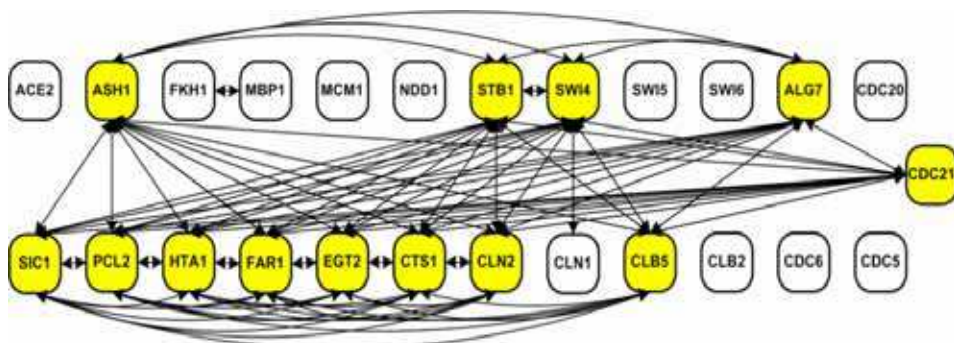 ACE2 ASH1 FKH1 MBP1 MCM1 NDD1 STB1 SWI4 SWI5 SWI6 ALG7 CDC20
CDC21
SIC1 PCL2 HTA1 FAR1 EGT2 CTS1 CLN2 CLN1 CLB5 CLB2 CDC6 CDC5